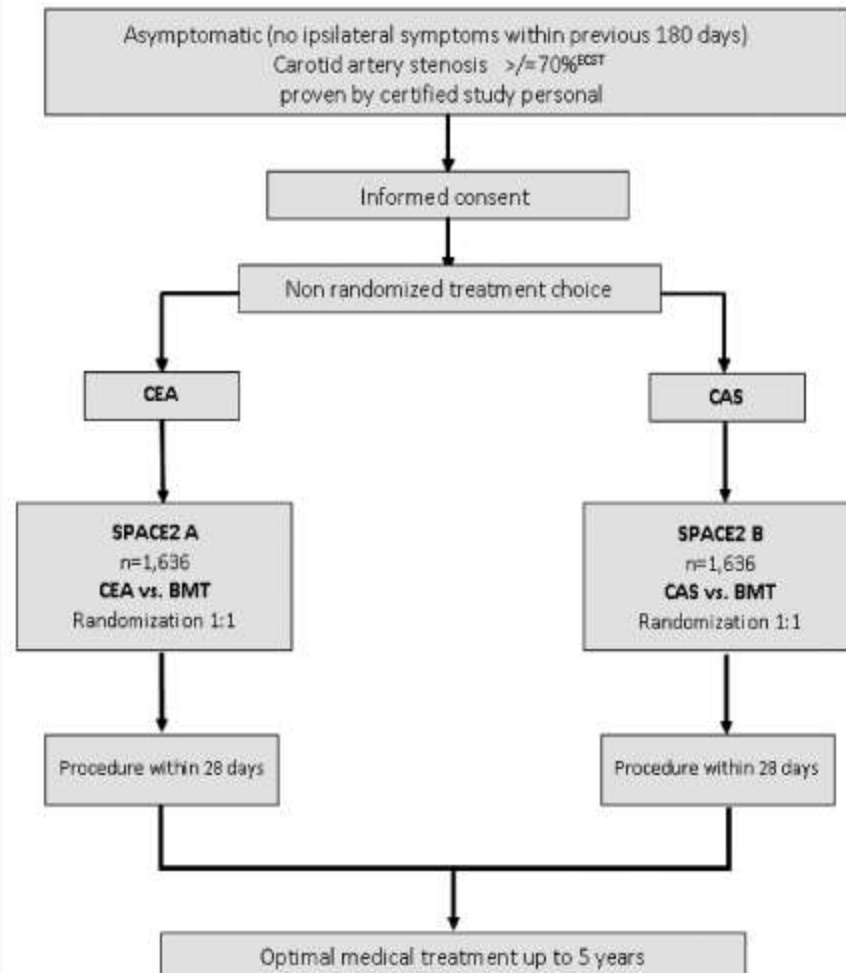 Asymptomatic (no ipsilateral symptoms within previous 180 days)
Carotid artery stenosis >/=70%ECST
proven by certified study personal
Informed consent
Non randomized treatment choice
CEA
CAS
SPACE2 A
n=1,636
CEA vs. BMT
Randomization 1:1
SPACE2 B
n=1,636
CAS vs. BMT
Randomization 1:1
Procedure within 28 days
Procedure within 28 days
Optimal medical treatment up to 5 years